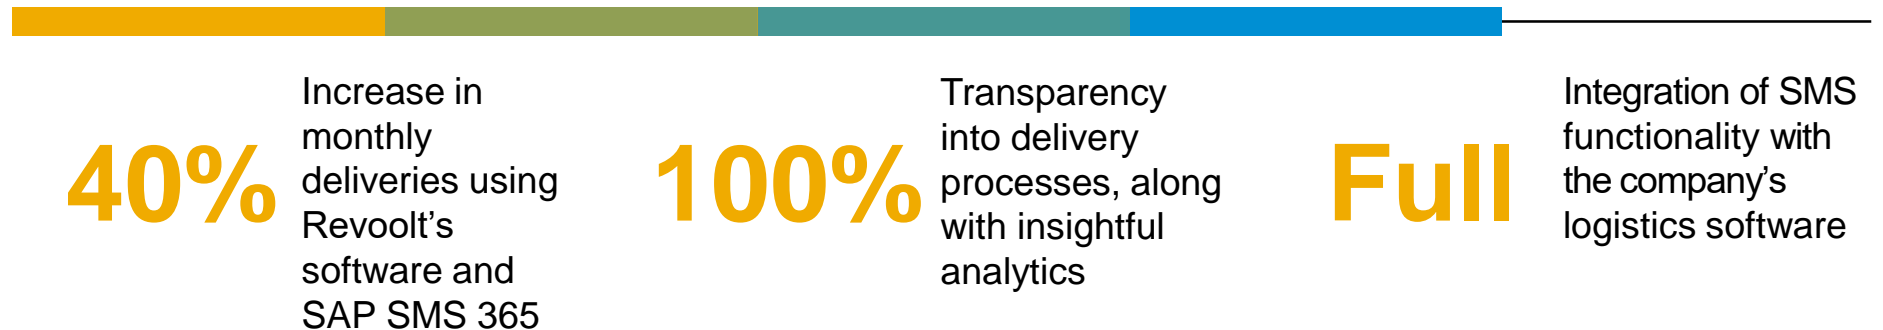 40%
Increase in
monthly
deliveries using
Revoolt’s
software and
SAP SMS 365
100%
Transparency
into delivery
processes, along
with insightful
analytics
Full
Integration of SMS
functionality with
the company’s
logistics software